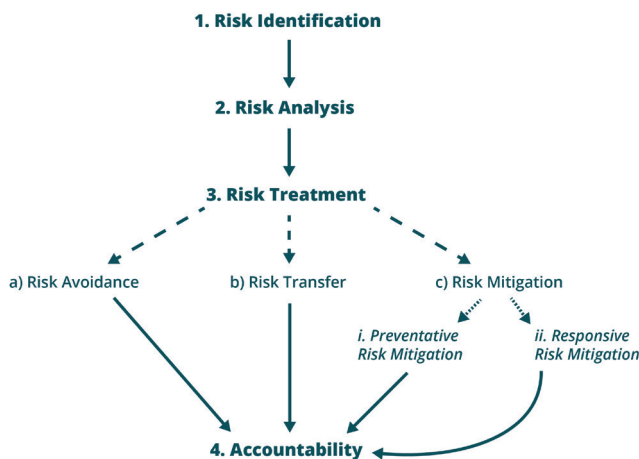 1. Risk Identification
2. Risk Analysis
3. Risk Treatment
a) Risk Avoidance
b) Risk Transfer
c) Risk Mitigation
i. Preventative
Risk Mitigation
ii. Responsive
Risk Mitigation
4. Accountability